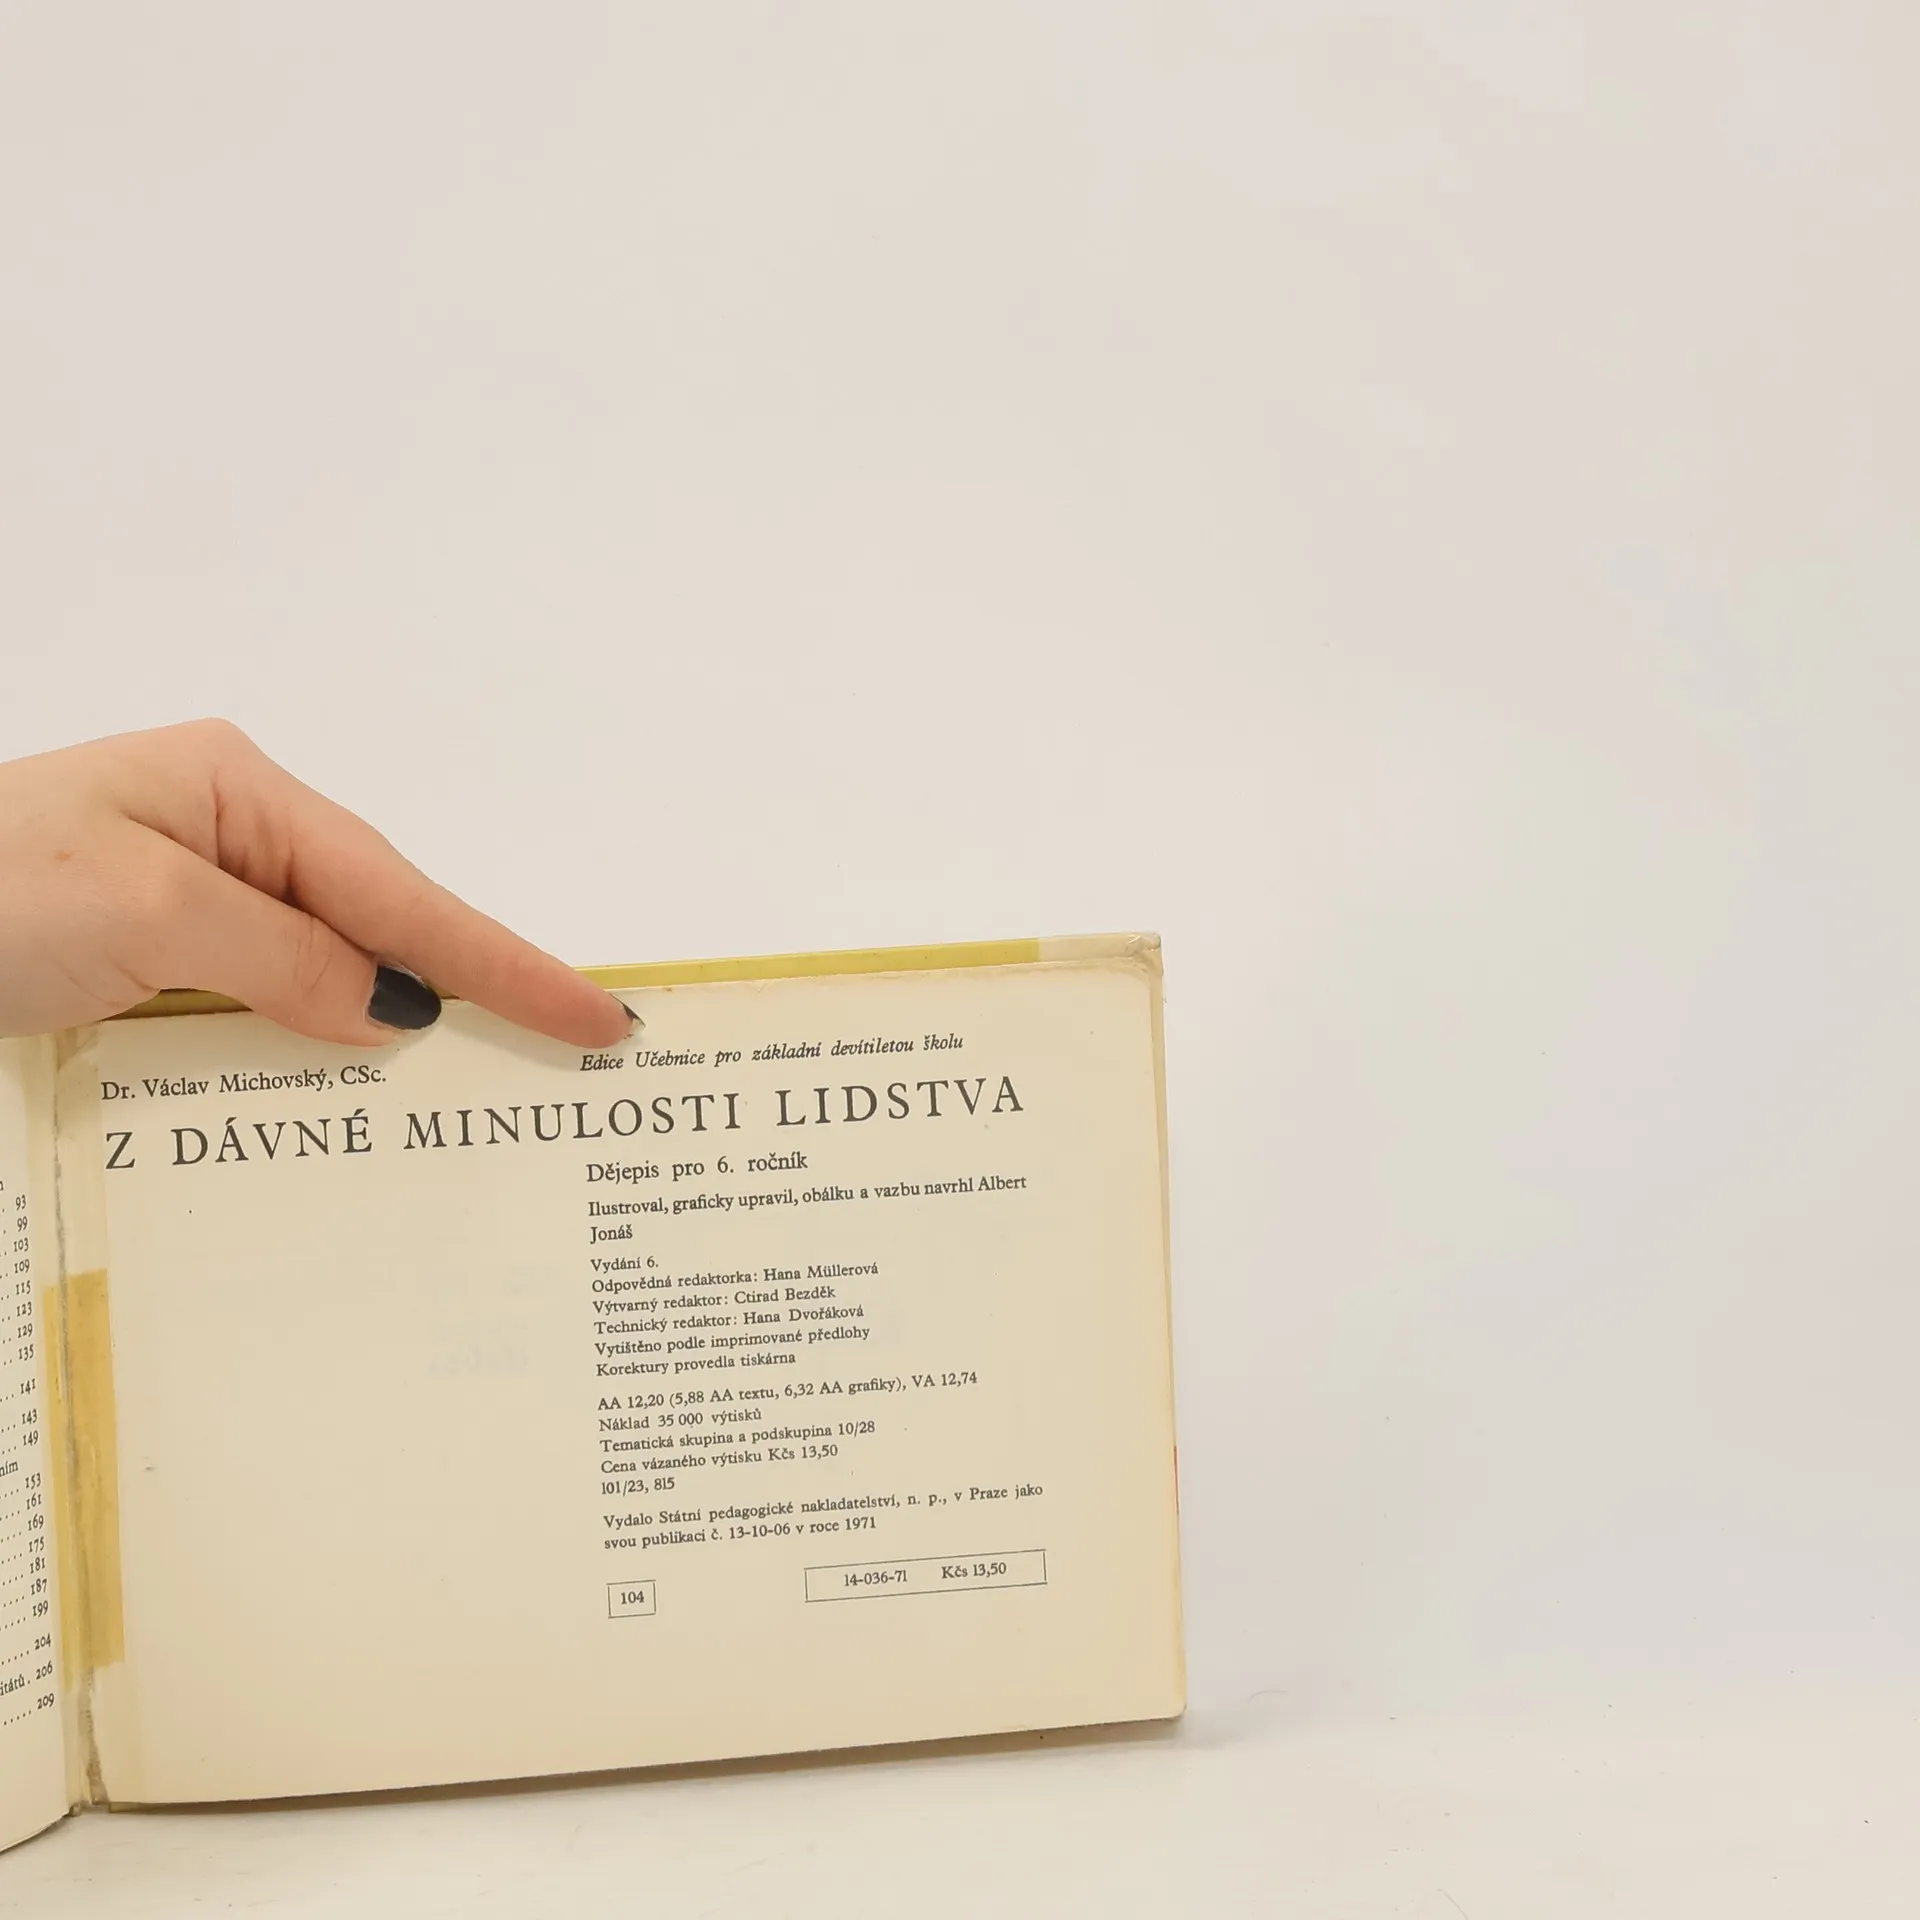 93
99
103
109
115
123
129
135
141
143
149
153
161
169
175
181
187
199
204
206
209
Dr. Václav Michovský, CSc.
Edice Učebnice pro základní devítiletou školu
Z DÁVNÉ MINULOSTI LIDSTVA
Dějepis pro 6. ročník
Ilustroval, graficky upravil, obálku a vazbu navrhl Albert
Jonáš
Vydání 6.
Odpovědná redaktorka: Hana Müllerová
Výtvarný redaktor: Ctirad Bezděk
Technický redaktor: Hana Dvořáková
Vytištěno podle imprimované předlohy
Korektury provedla tiskárna
AA 12,20 (5,88 AA textu, 6,32 AA grafiky), VA 12,74
Náklad 35 000 výtisků
Tematická skupina a podskupina 10/28
Cena vázaného výtisku Kčs 13,50
101/23, 815
Vydalo Státní pedagogické nakladatelství, n. p., v Praze jako
svou publikaci č. 13-10-06 v roce 1971
104
14-036-71 Kčs 13,50